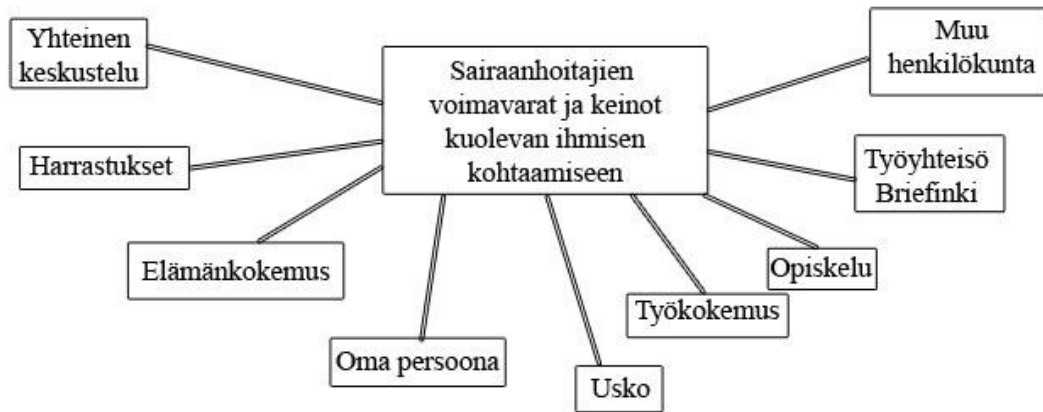 Yhteinen
keskustelu
Sairaanhoitajien
voimavarat ja keinot
kuolevan ihmisen
kohtaamiseen
Muu
henkilökunta
Harrastukset
Työyhteisö
Briefinki
Elämänkokemus
Opiskelu
Työkokemus
Oma persoona
Usko